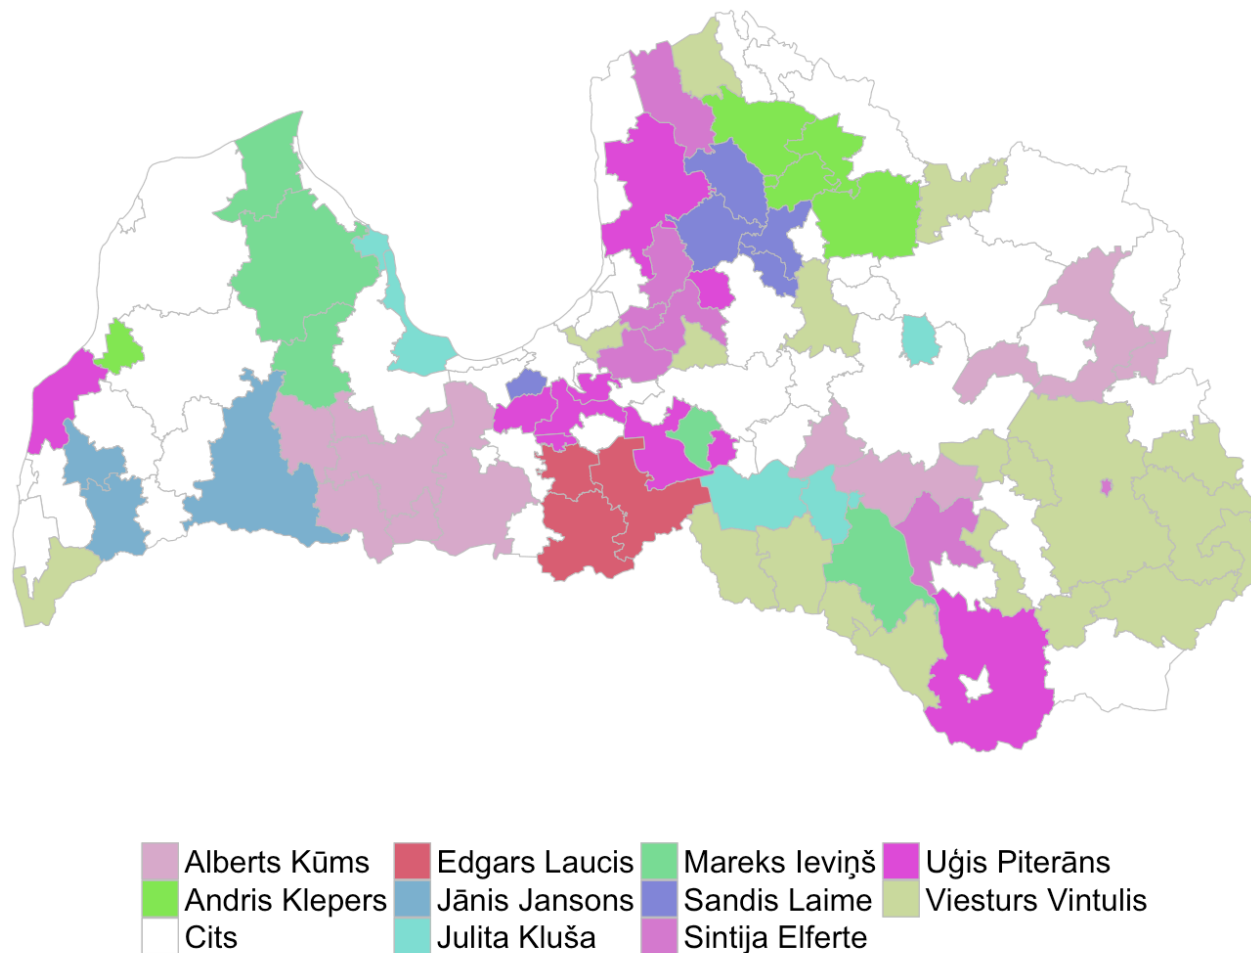 Alberts Kūms
Edgars Laucis
Mareks Ieviņš
Uģis Piterāns
Andris Klepers
Jānis Jansons
Sandis Laime
Viesturs Vintulis
Cits
Julita Kluša
Sintija Elferte